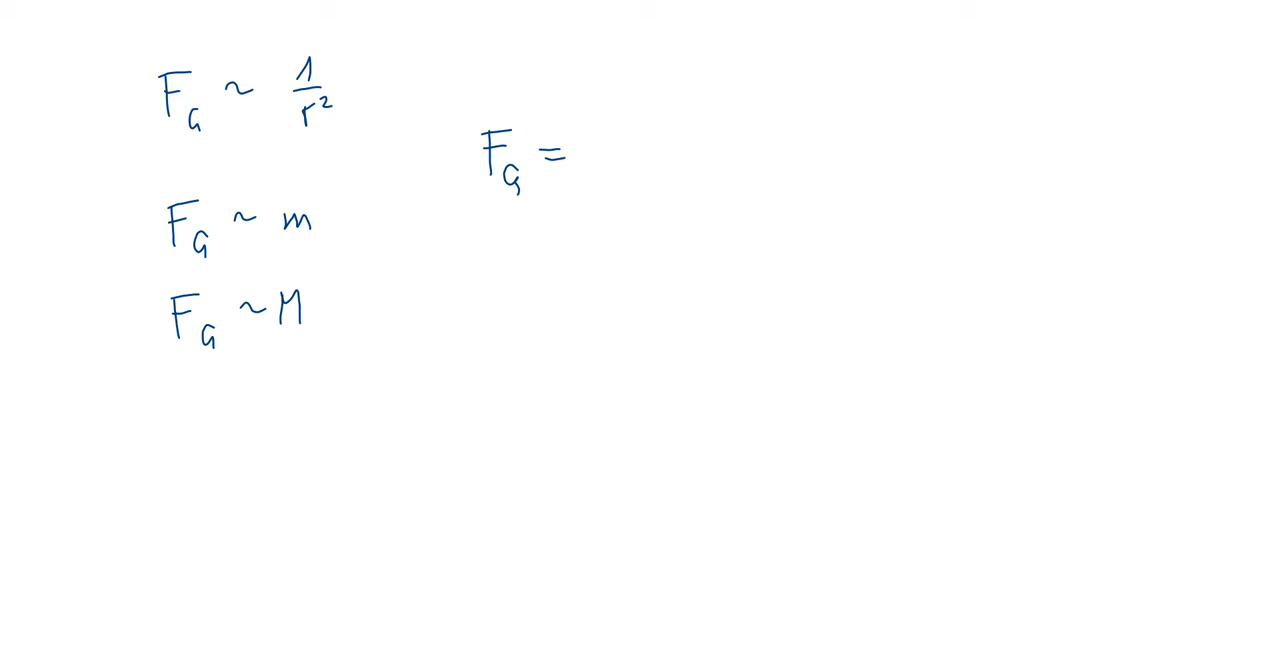 F_G ~ 1/r²
F_G =
F_G ~ m
F_G ~ M